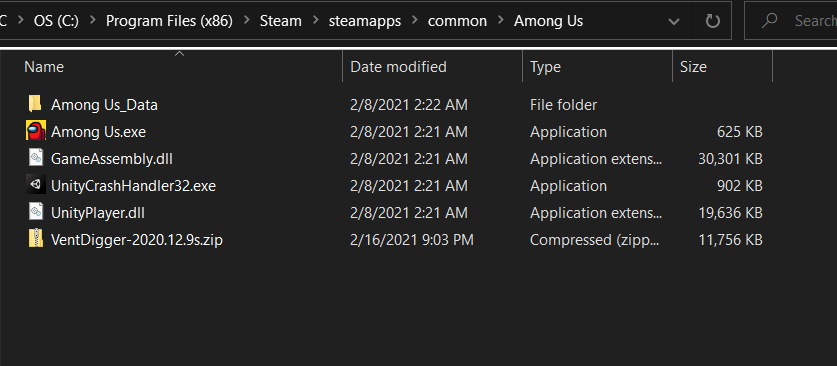 C > OS (C:) > Program Files (x86) > Steam > steamapps > common > Among Us Search
Name Date modified Type Size
Among Us_Data 2/8/2021 2:22 AM File folder
Among Us.exe 2/8/2021 2:21 AM Application 625 KB
GameAssembly.dll 2/8/2021 2:21 AM Application extens... 30,301 KB
UnityCrashHandler32.exe 2/8/2021 2:21 AM Application 902 KB
UnityPlayer.dll 2/8/2021 2:21 AM Application extens... 19,636 KB
VentDigger-2020.12.9s.zip 2/16/2021 9:03 PM Compressed (zipp... 11,756 KB